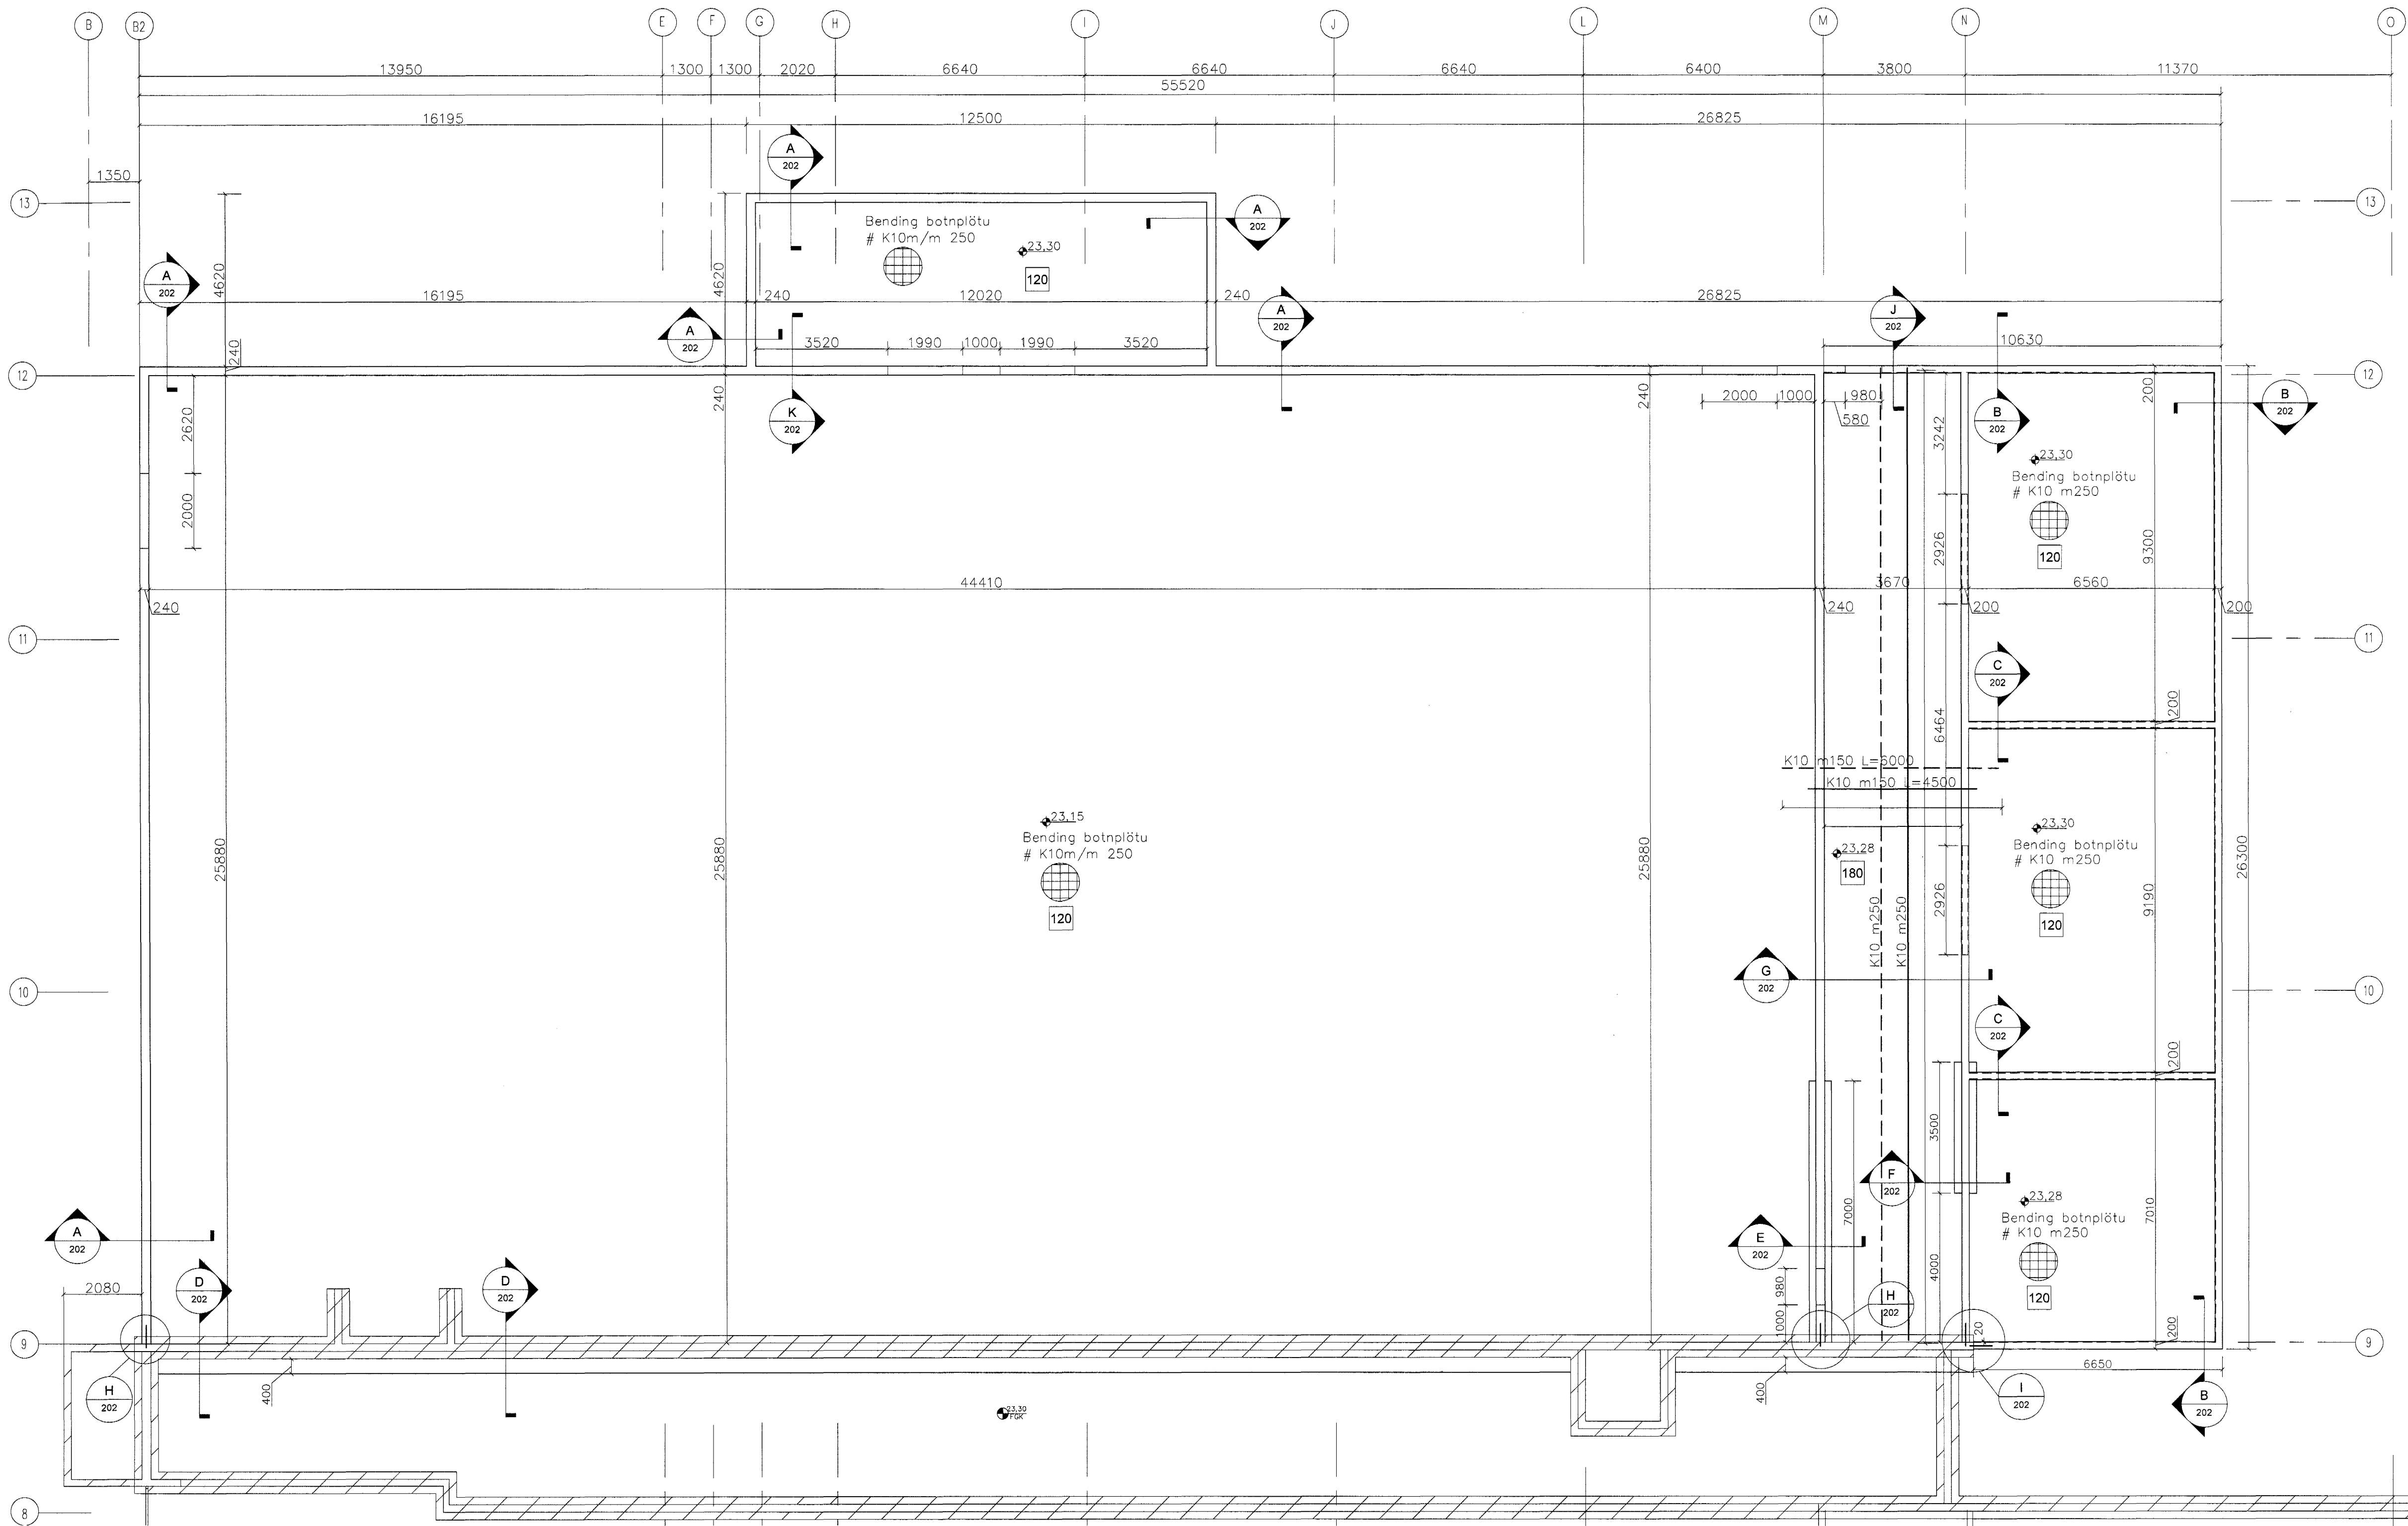 B
B2
E
F
G
H
I
J
L
M
N
O
13950
1300
1300
2020
6640
6640
6640
6400
3800
11370
55520
16195
12500
26825
1350
A
202
13
13
Bending botnplötu
# K10m/m 250
23,30
120
A
202
A
202
4620
4620
16195
240
12020
240
26825
A
202
A
202
J
202
3520
1990
1000
1990
3520
10630
240
12
12
2620
240
K
202
240
2000
1000
980
580
3242
B
202
200
B
202
23,30
Bending botnplötu
# K10 m250
120
2000
2926
9300
44410
3670
6560
240
240
200
200
11
11
C
202
200
6464
K10 m150 L=6000
K10 m150 L=4500
23,15
Bending botnplötu
# K10m/m 250
120
25880
25880
25880
23,28
180
K10 m250
K10 m250
2926
23,30
Bending botnplötu
# K10 m250
120
9190
26300
G
202
10
10
C
202
200
3500
7000
F
202
23,28
Bending botnplötu
# K10 m250
120
7010
A
202
E
202
D
202
D
202
2080
980
4000
H
202
1000
20
200
9
9
6650
H
202
400
400
23.30
FGK
I
202
B
202
8